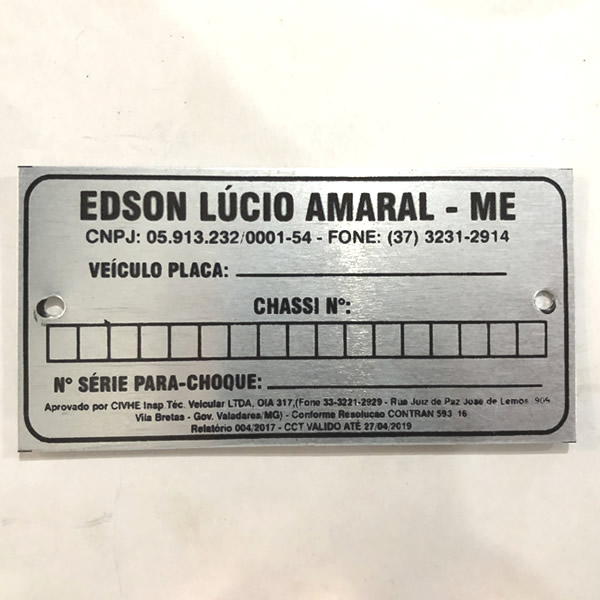 EDSON LÚCIO AMARAL - ME
CNPJ: 05.913.232/0001-54 - FONE: (37) 3231-2914
VEÍCULO PLACA:
CHASSI Nº:
Nº SÉRIE PARA-CHOQUE:
Aprovado por CIVHE Insp Téc. Veicular LTDA, OIA 317,(Fone 33-3221-2929 - Rua Juiz de Paz José de Lemos 904
Vila Bretas - Gov. Valadares/MG) - Conforme Resolucao CONTRAN 593 16
Relatório 004/2017 - CCT VALIDO ATÉ 27/04/2019